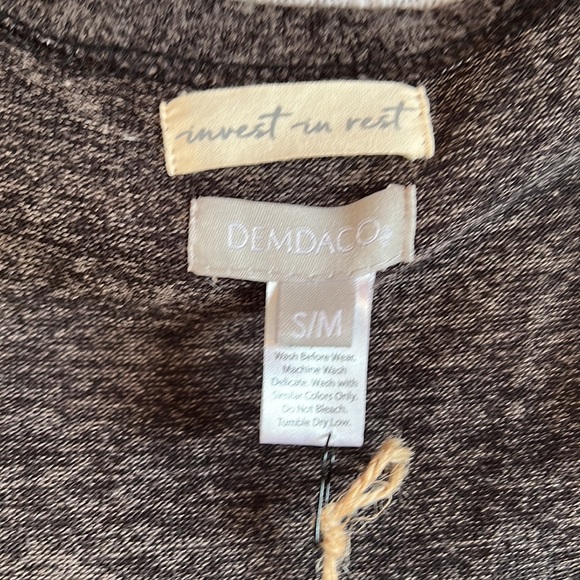 invest in rest
DEMDACO
S/M
Wash Before Wear.
Machine Wash
Delicate. Wash with
Similar Colors Only.
Do Not Bleach.
Tumble Dry Low.